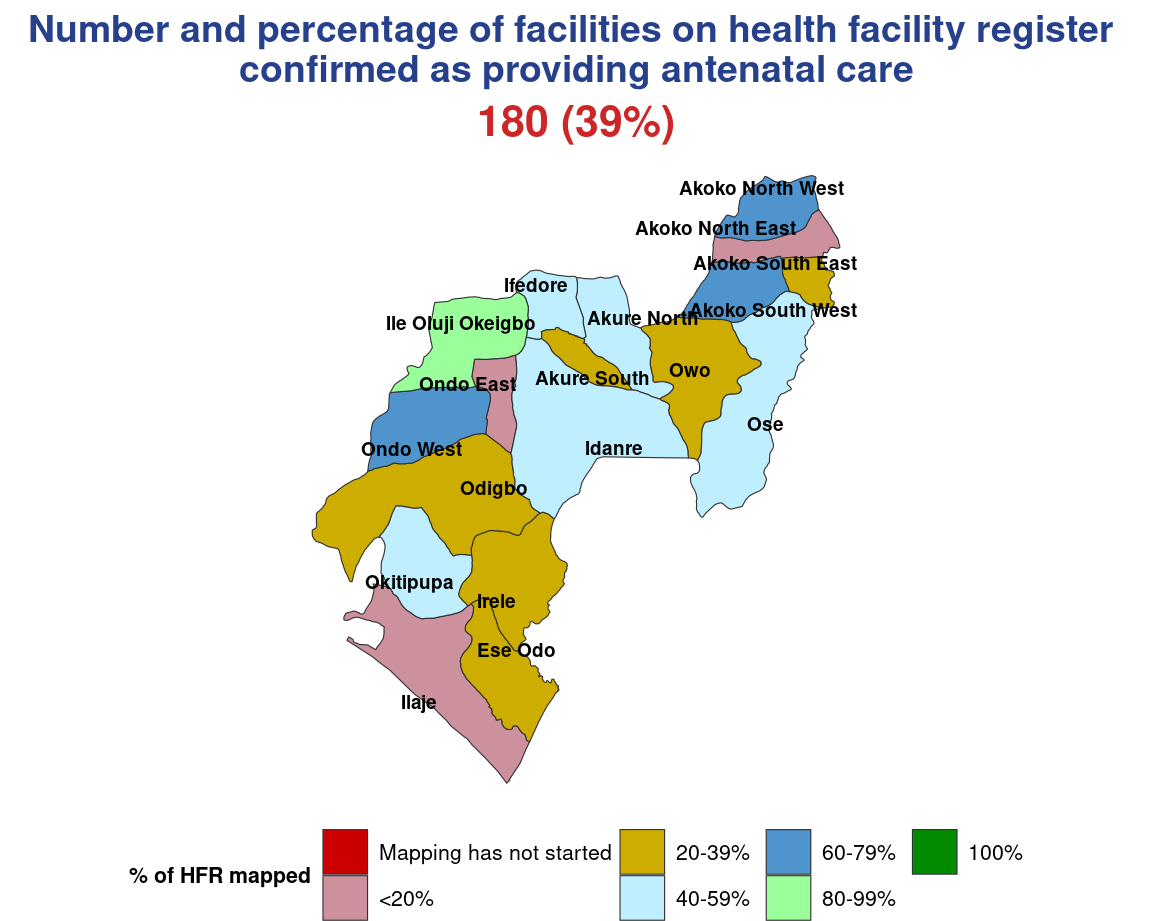 Number and percentage of facilities on health facility register
confirmed as providing antenatal care
180 (39%)
Akoko North West
Akoko North East
Akoko South East
Ifedore
Akoko South West
Akure North
Ile Oluji Okeigbo
Owo
Akure South
Ondo East
Ose
Idanre
Ondo West
Odigbo
Okitipupa
Irele
Ese Odo
Ilaje
% of HFR mapped
Mapping has not started
<20%
20-39%
40-59%
60-79%
80-99%
100%